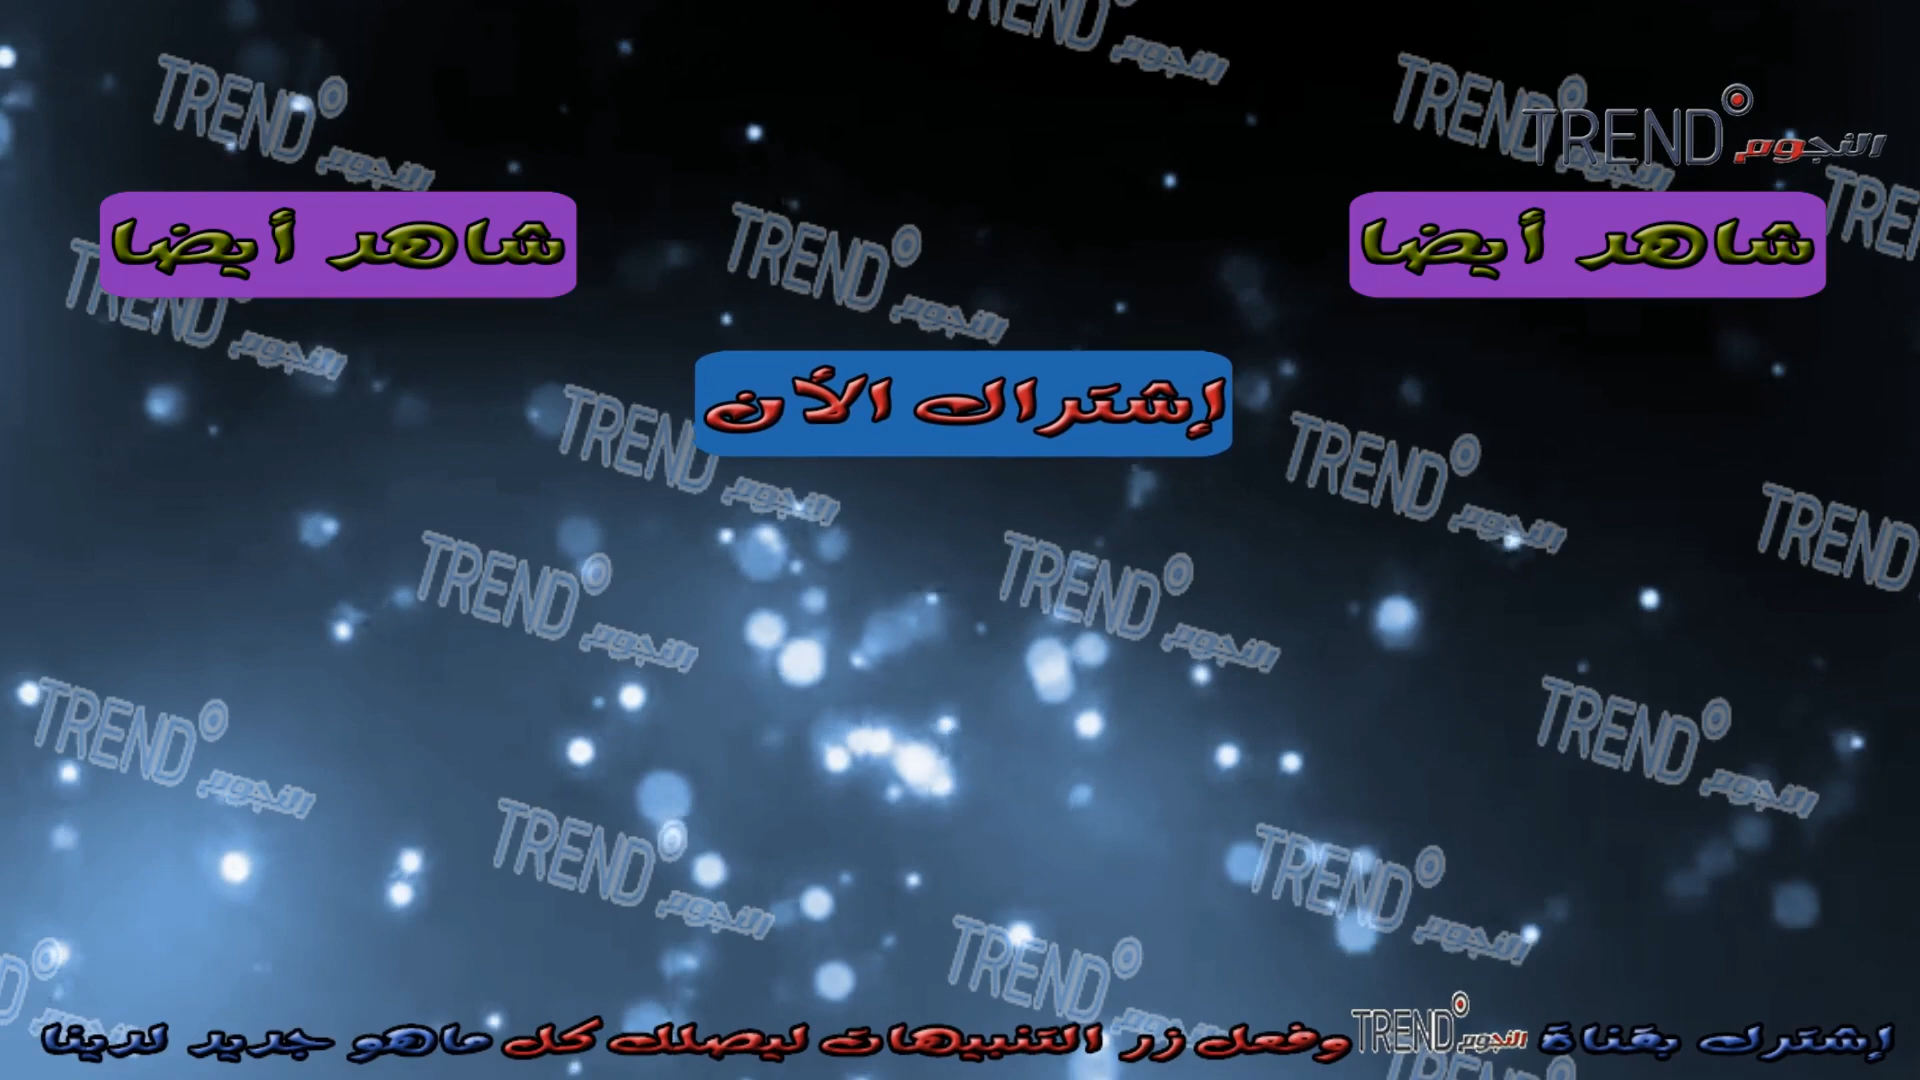 TREND النجوم
شاهد أيضا
شاهد أيضا
إشتراك الأن
إشترك بقناة TREND النجوم وفعل زر التنبيهات ليصلك كل ماهو جديد لدينا